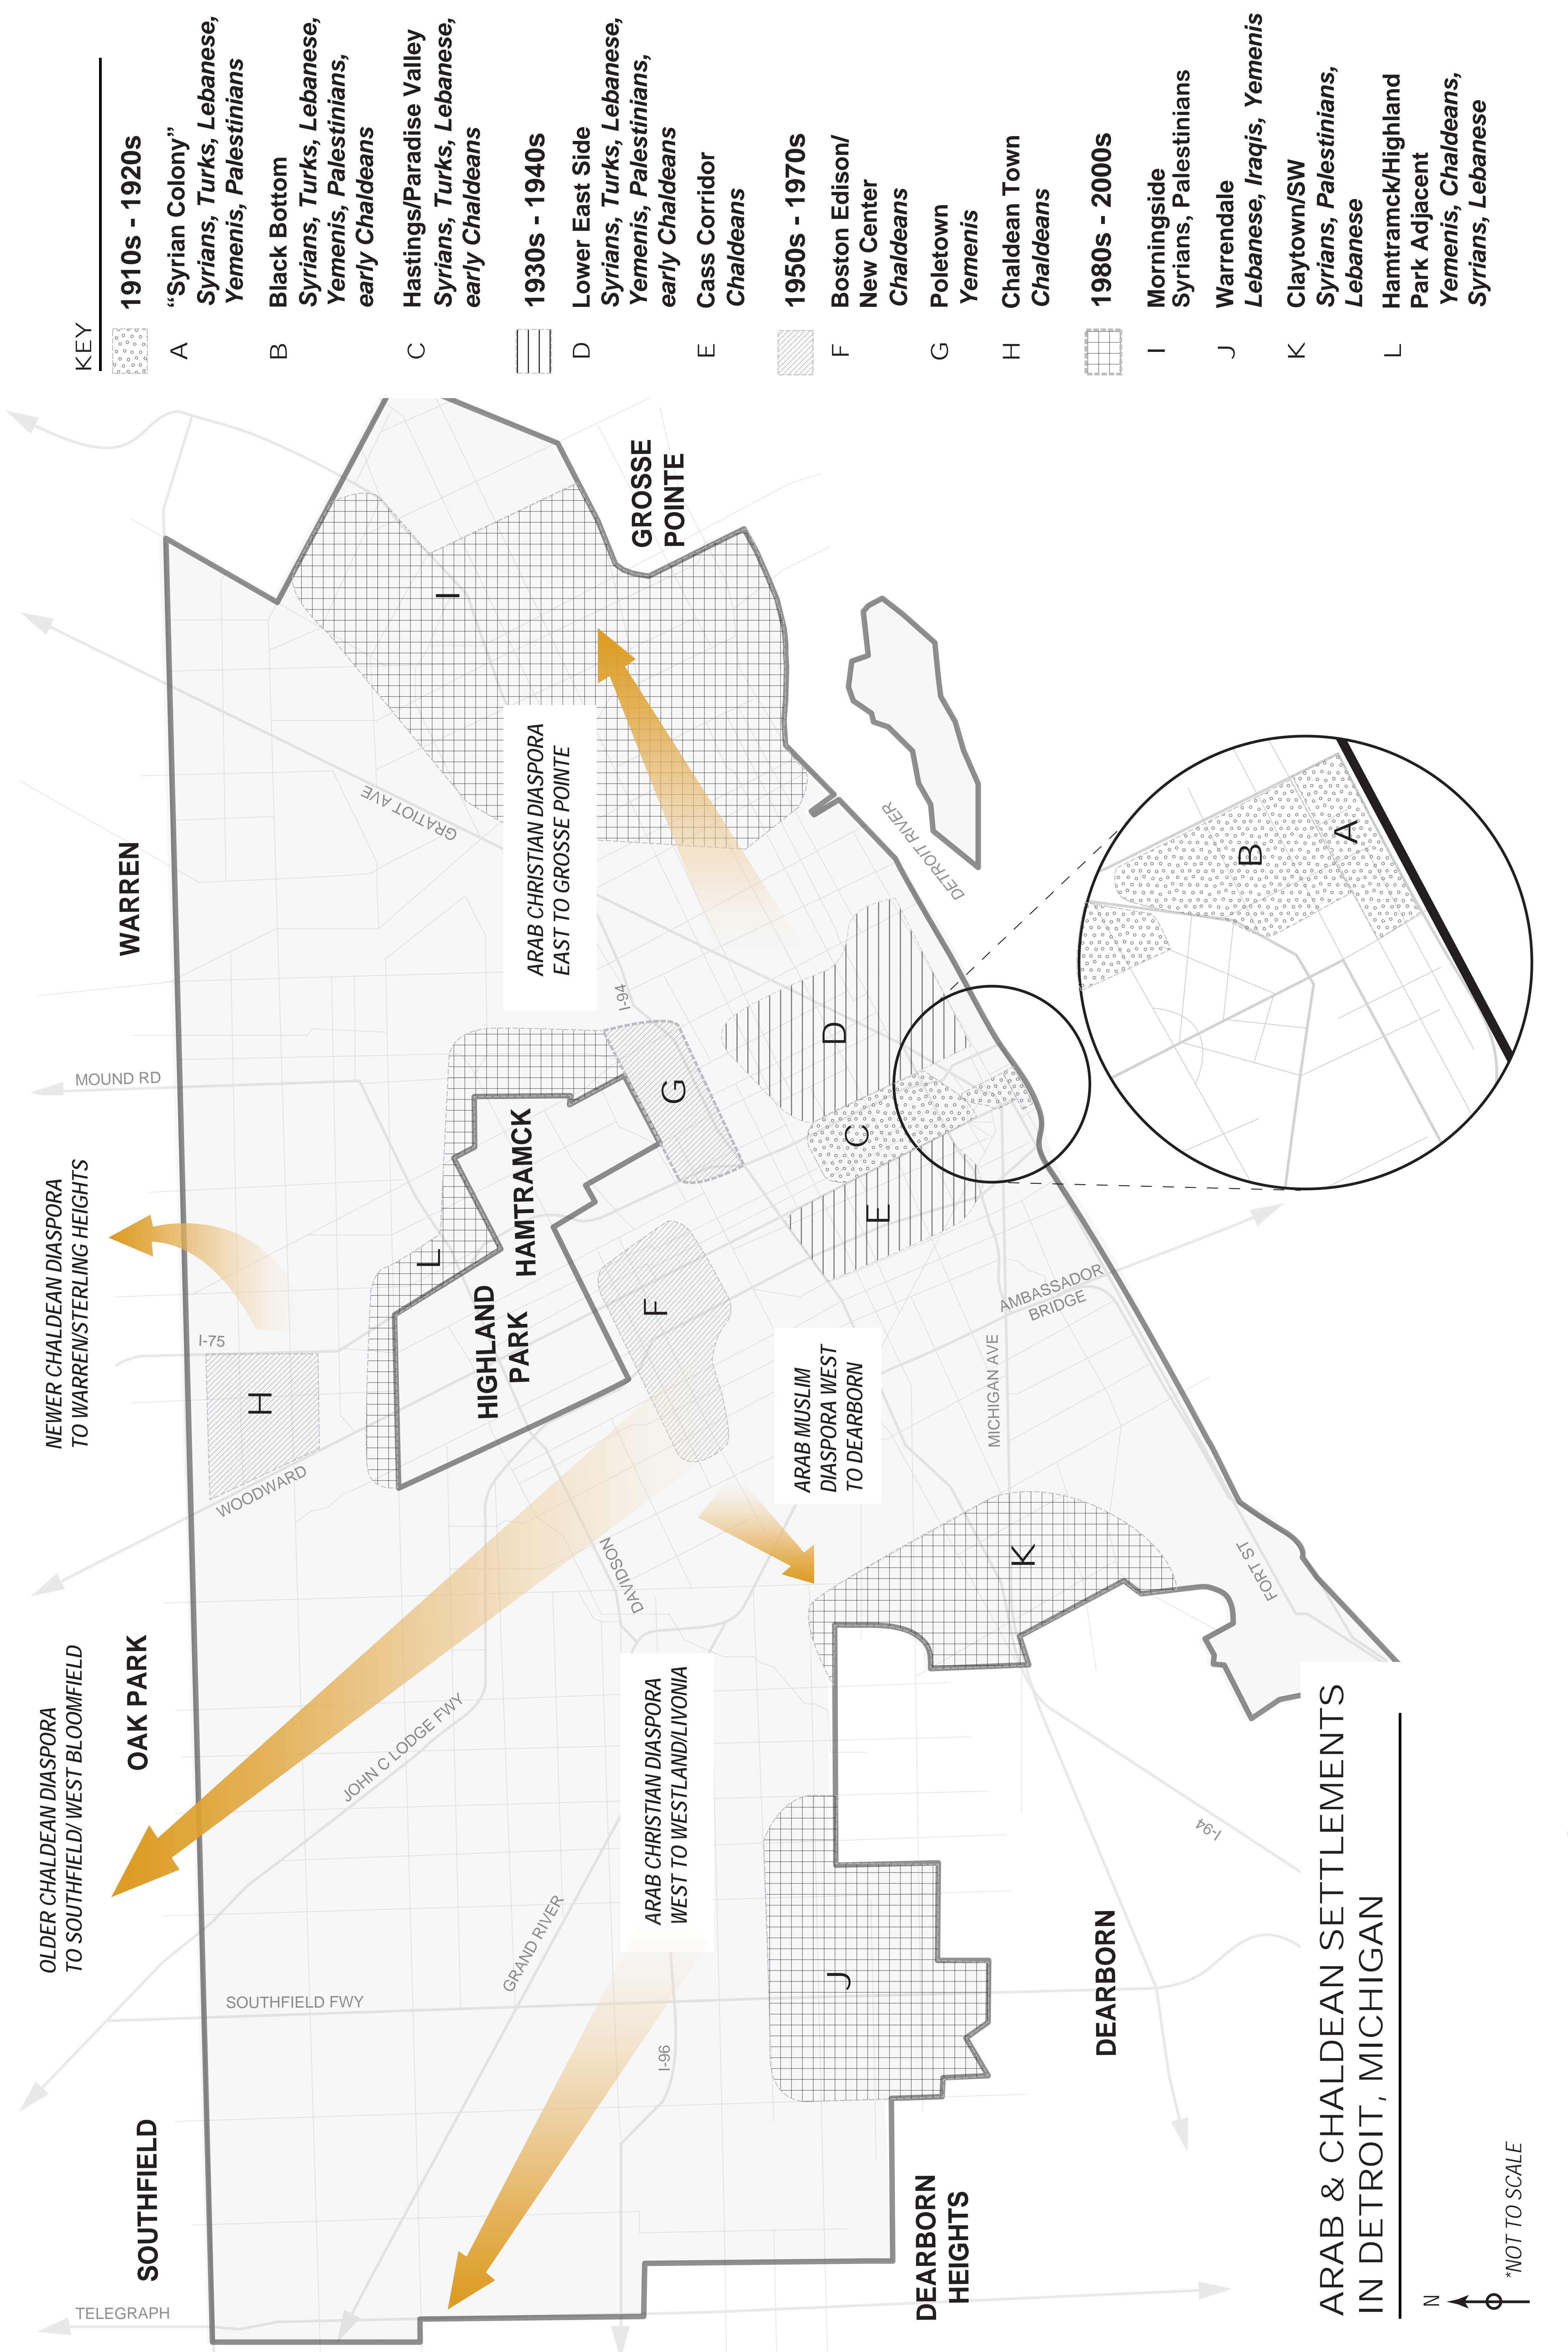 OLDER CHALDEAN DIASPORA
TO SOUTHFIELD/ WEST BLOOMFIELD
NEWER CHALDEAN DIASPORA
TO WARREN/STERLING HEIGHTS
SOUTHFIELD
OAK PARK
WARREN
TELEGRAPH
SOUTHFIELD FWY
JOHN C LODGE FWY
GRAND RIVER
I-96
WOODWARD
I-75
MOUND RD
GRATIOT AVE
DAVIDSON
I-94
H
L
HIGHLAND
PARK
HAMTRAMCK
I
GROSSE
POINTE
ARAB CHRISTIAN DIASPORA
EAST TO GROSSE POINTE
ARAB CHRISTIAN DIASPORA
WEST TO WESTLAND/LIVONIA
ARAB MUSLIM
DIASPORA WEST
TO DEARBORN
F
G
D
C
E
J
K
MICHIGAN AVE
AMBASSADOR
BRIDGE
DETROIT RIVER
FORT ST
I-94
DEARBORN
HEIGHTS
DEARBORN
B
A
ARAB & CHALDEAN SETTLEMENTS
IN DETROIT, MICHIGAN
N
*NOT TO SCALE
KEY
1910s - 1920s
A “Syrian Colony”
Syrians, Turks, Lebanese,
Yemenis, Palestinians
B Black Bottom
Syrians, Turks, Lebanese,
Yemenis, Palestinians,
early Chaldeans
C Hastings/Paradise Valley
Syrians, Turks, Lebanese,
early Chaldeans
1930s - 1940s
D Lower East Side
Syrians, Turks, Lebanese,
Yemenis, Palestinians,
early Chaldeans
E Cass Corridor
Chaldeans
1950s - 1970s
F Boston Edison/
New Center
Chaldeans
G Poletown
Yemenis
H Chaldean Town
Chaldeans
1980s - 2000s
I Morningside
Syrians, Palestinians
J Warrendale
Lebanese, Iraqis, Yemenis
K Claytown/SW
Syrians, Palestinians,
Lebanese
L Hamtramck/Highland
Park Adjacent
Yemenis, Chaldeans,
Syrians, Lebanese